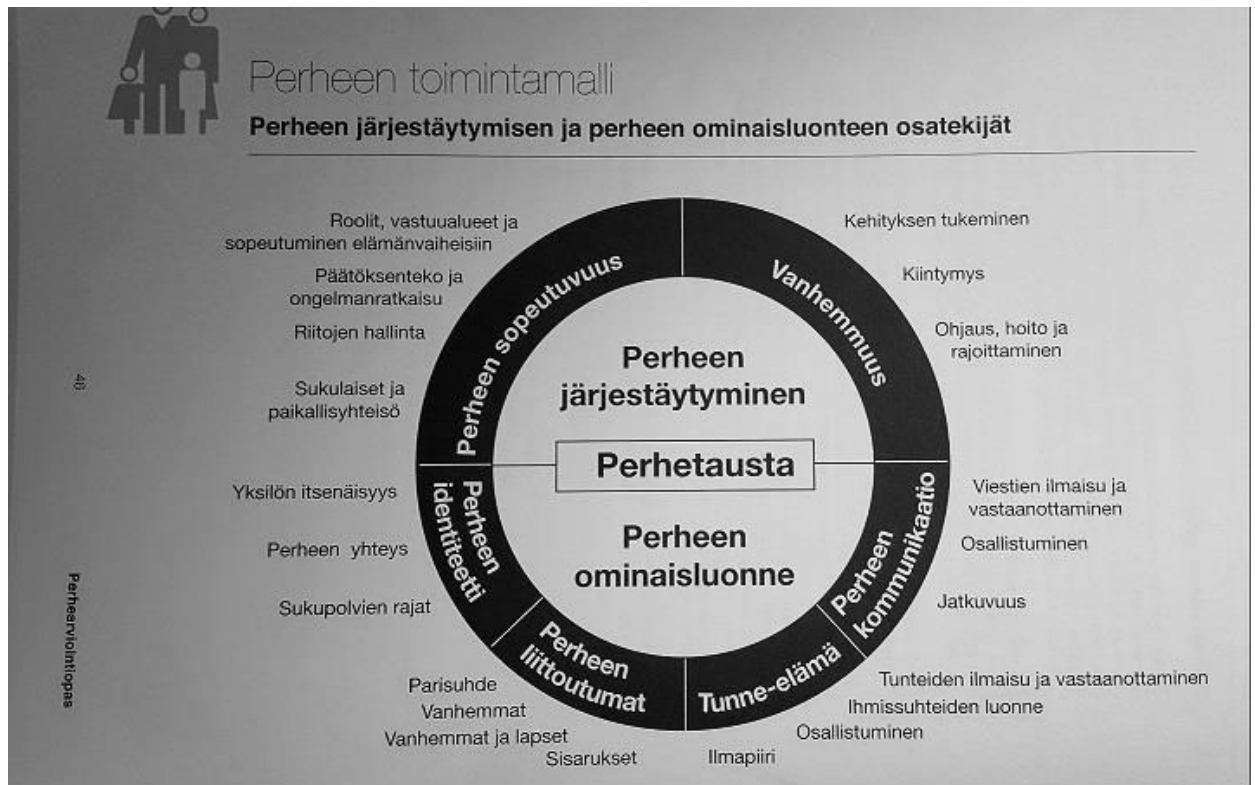 Perheen toimintamalli
Perheen järjestäytymisen ja perheen ominaisluonteen osatekijät
Roolit, vastuualueet ja
sopeutuminen elämänvaiheisiin
Päätöksenteko ja
ongelmanratkaisu
Riitojen hallinta
Sukulaiset ja
paikallisyhteisö
Perheen sopeutuvuus
Vanhemmuus
Kehityksen tukeminen
Kiintymys
Ohjaus, hoito ja
rajoittaminen
Perheen
järjestäytyminen
Perhetausta
Perheen
ominaisluonne
Yksilön itsenäisyys
Perheen yhteys
Sukupolvien rajat
Perheen
identiteetti
Perheen
kommunikaatio
Viestien ilmaisu ja
vastaanottaminen
Osallistuminen
Jatkuvuus
Perheen
liittoutumat
Parisuhde
Vanhemmat
Vanhemmat ja lapset
Sisarukset
Tunne-elämä
Tunteiden ilmaisu ja vastaanottaminen
Ihmissuhteiden luonne
Osallistuminen
Ilmapiiri
46
Perhearviointiopas